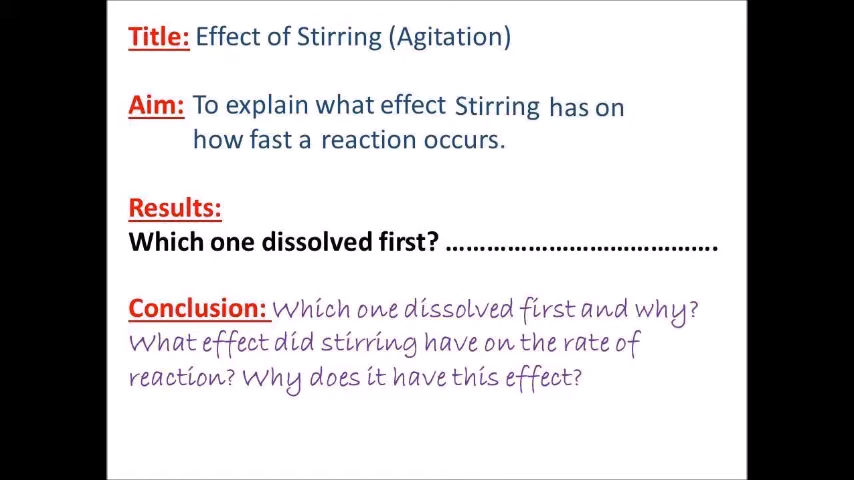 Title: Effect of Stirring (Agitation)
Aim: To explain what effect Stirring has on
how fast a reaction occurs.
Results:
Which one dissolved first? ……………………………………
Conclusion: Which one dissolved first and why?
What effect did stirring have on the rate of
reaction? Why does it have this effect?